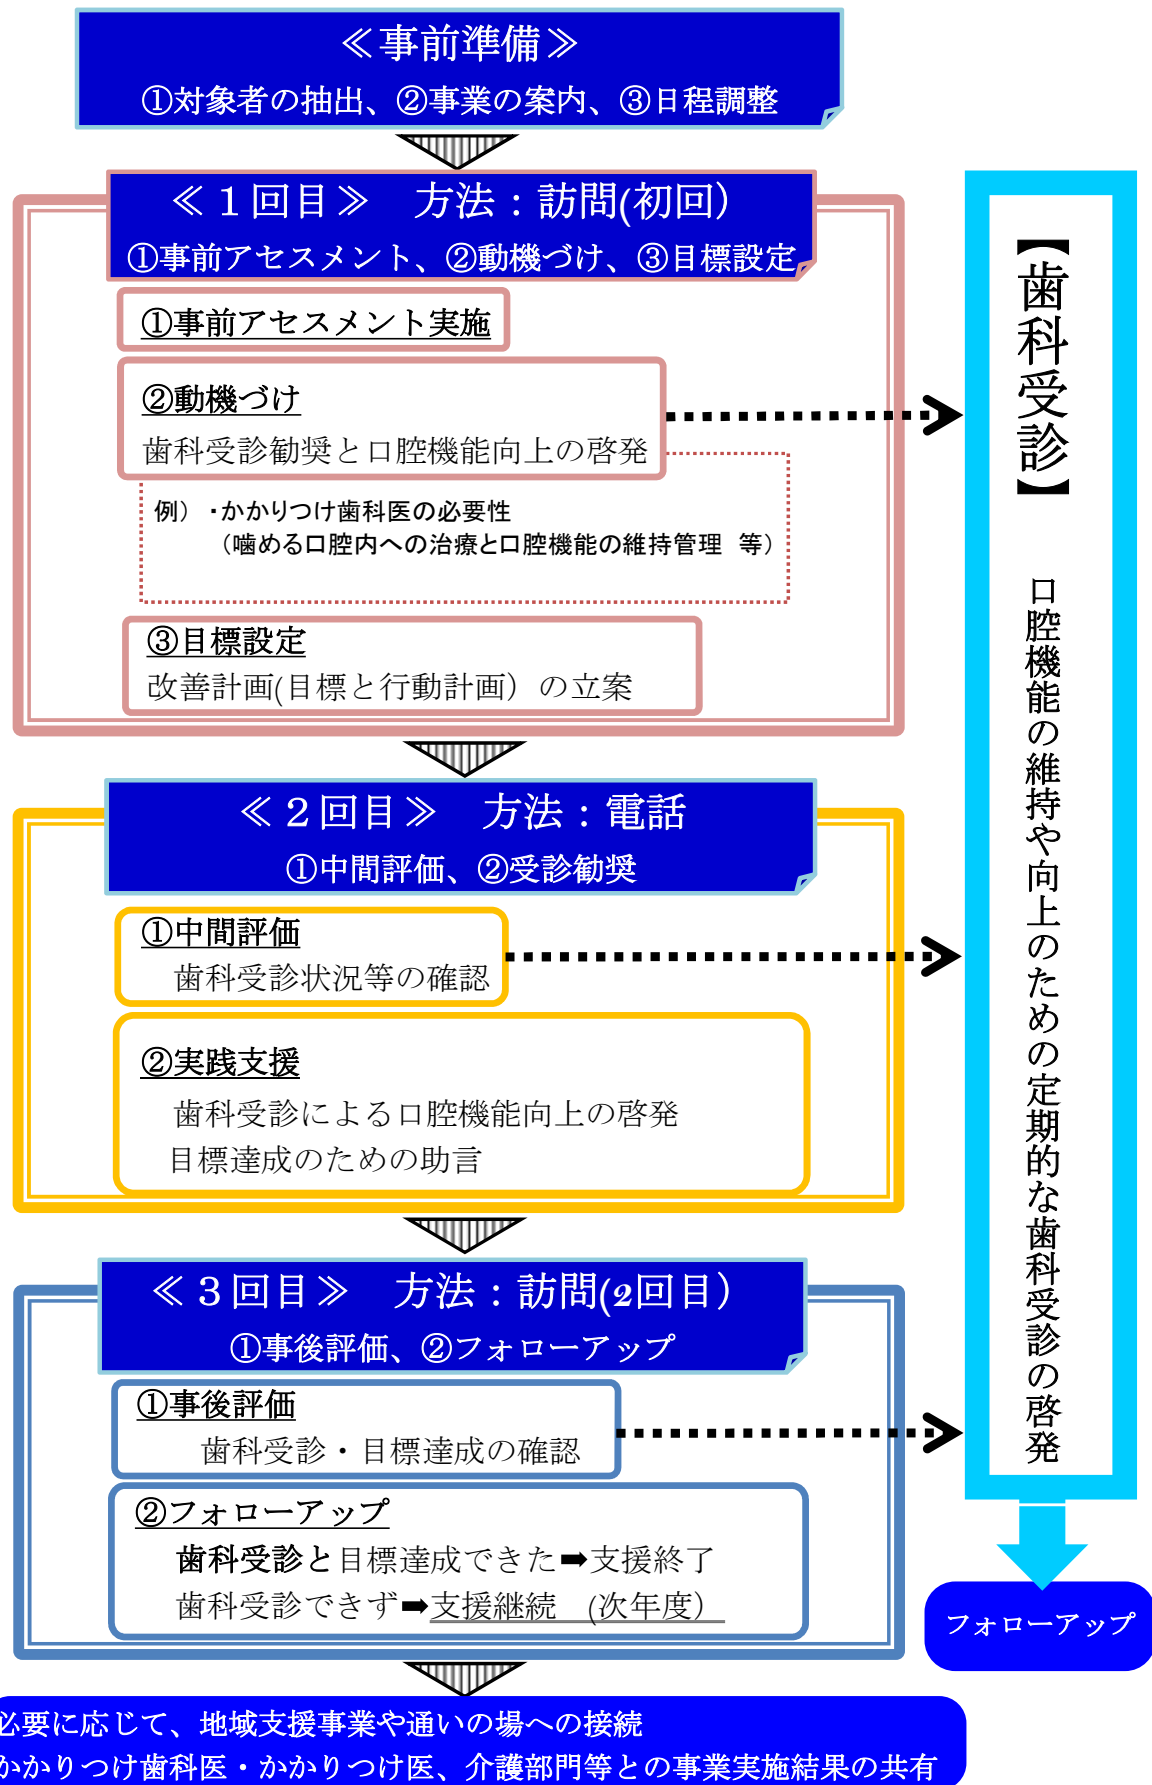 ≪事前準備≫
①対象者の抽出、②事業の案内、③日程調整
≪１回目≫　方法：訪問(初回）
①事前アセスメント、②動機づけ、③目標設定
①事前アセスメント実施
②動機づけ
歯科受診勧奨と口腔機能向上の啓発
例）・かかりつけ歯科医の必要性
（噛める口腔内への治療と口腔機能の維持管理　等）
③目標設定
改善計画(目標と行動計画）の立案
≪２回目≫　方法：電話
①中間評価、②受診勧奨
①中間評価
歯科受診状況等の確認
②実践支援
歯科受診による口腔機能向上の啓発
目標達成のための助言
≪３回目≫　方法：訪問(2回目）
①事後評価、②フォローアップ
①事後評価
歯科受診・目標達成の確認
②フォローアップ
歯科受診と目標達成できた➡支援終了
歯科受診できず➡支援継続　(次年度）
必要に応じて、地域支援事業や通いの場への接続
かかりつけ歯科医・かかりつけ医、介護部門等との事業実施結果の共有
【歯科受診】
口腔機能の維持や向上のための定期的な歯科受診の啓発
フォローアップ